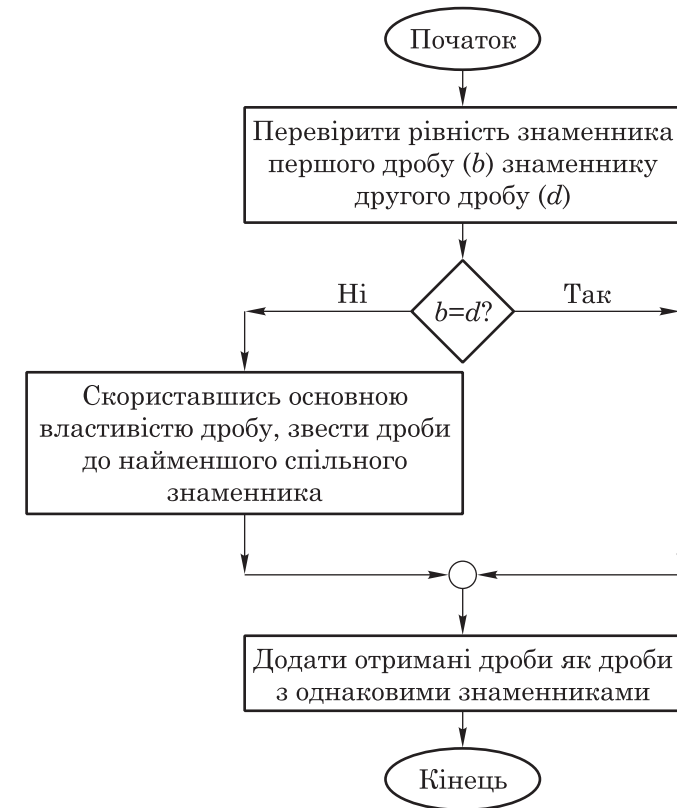 Початок
Перевірити рівність знаменника
першого дробу (b) знаменнику
другого дробу (d)
Ні
b=d?
Так
Скориставшись основною
властивістю дробу, звести дроби
до найменшого спільного
знаменника
Додати отримані дроби як дроби
з однаковими знаменниками
Кінець